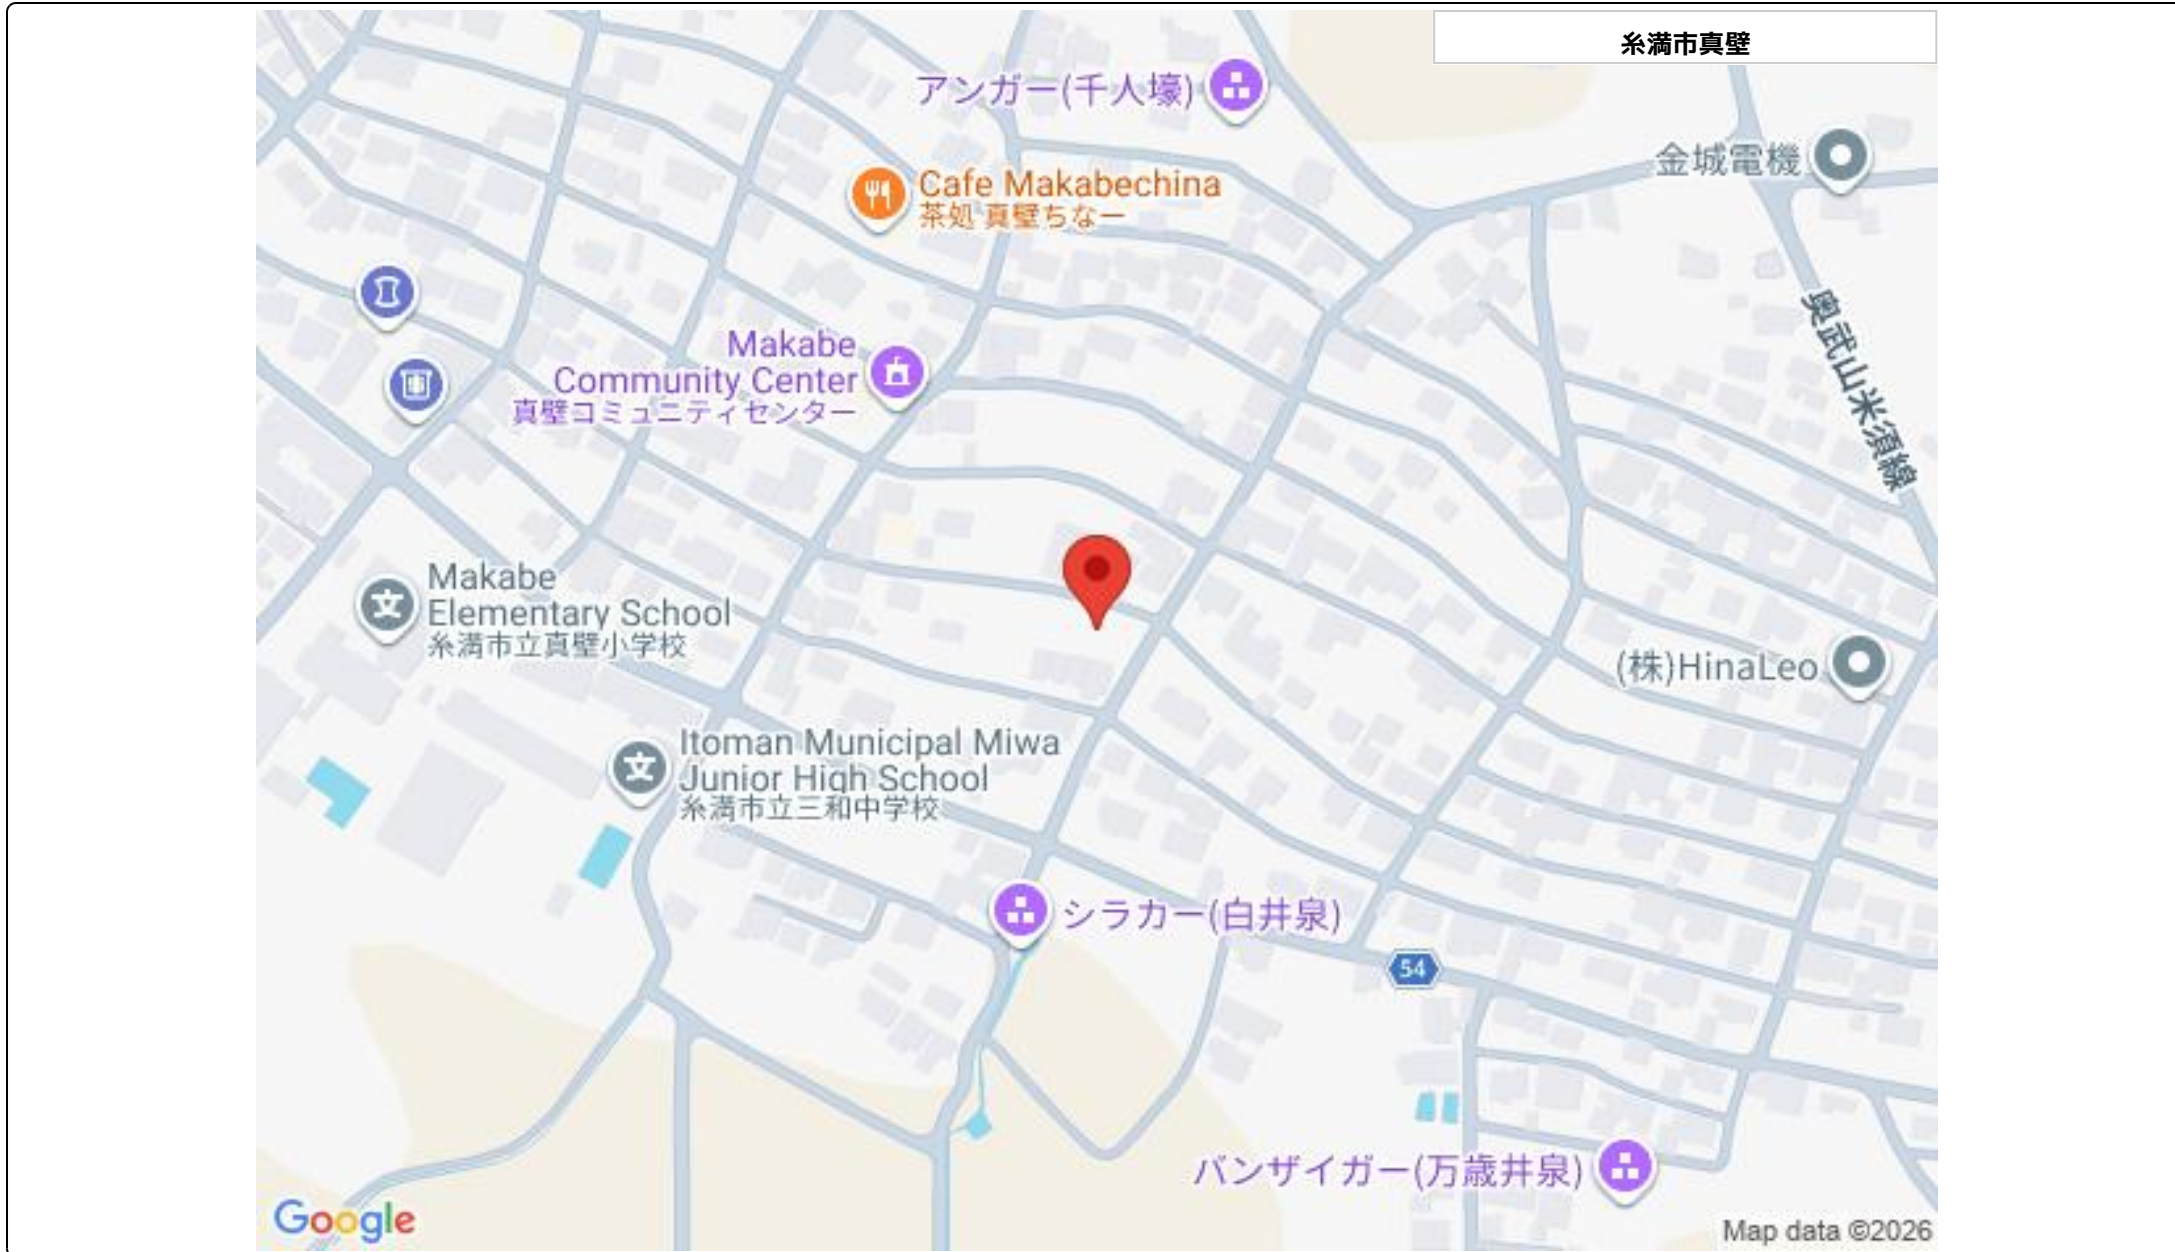 糸満市真壁
アンガー(千人壕)
金城電機
Cafe Makabechina
茶処 真壁ちなー
奥武山米須線
Makabe
Community Center
真壁コミュニティセンター
Makabe
Elementary School
糸満市立真壁小学校
(株)HinaLeo
Itoman Municipal Miwa
Junior High School
糸満市立三和中学校
シラカー(白井泉)
54
バンザイガー(万歳井泉)
Google
Map data ©2026